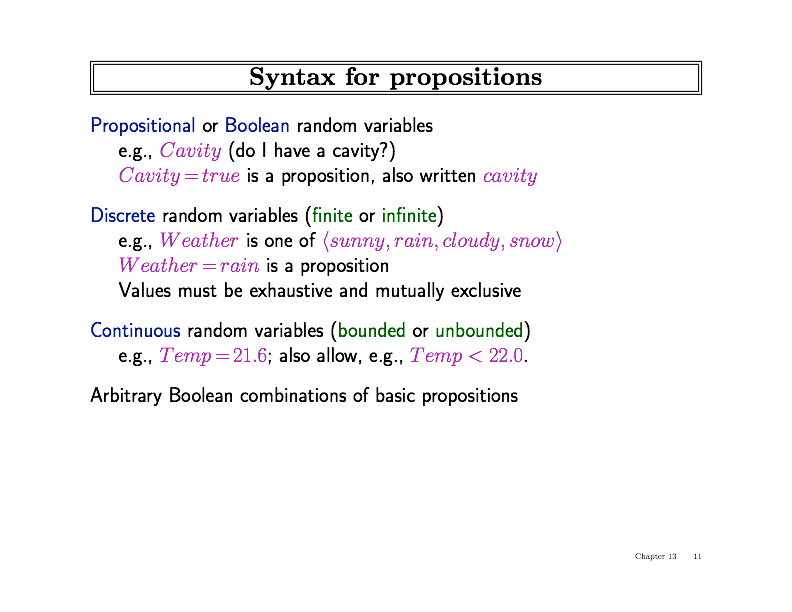 Syntax for propositions
Propositional or Boolean random variables
e.g., Cavity (do I have a cavity?)
Cavity = true is a proposition, also written cavity
Discrete random variables (finite or infinite)
e.g., Weather is one of ⟨sunny, rain, cloudy, snow⟩
Weather = rain is a proposition
Values must be exhaustive and mutually exclusive
Continuous random variables (bounded or unbounded)
e.g., Temp = 21.6; also allow, e.g., Temp < 22.0.
Arbitrary Boolean combinations of basic propositions
Chapter 13 11